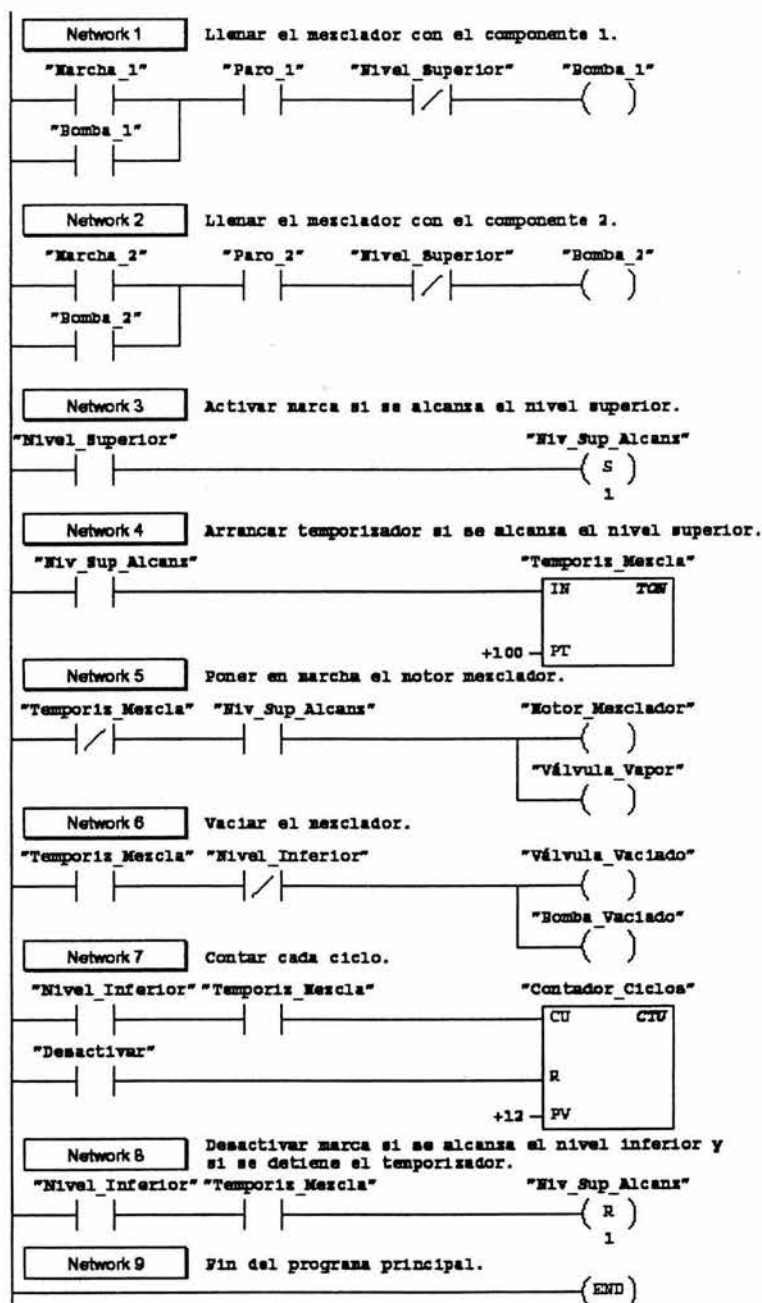 Network 1 Llenar el mezclador con el componente 1.
"Marcha_1" "Paro_1" "Nivel_Superior" "Bomba_1"
"Bomba_1"
Network 2 Llenar el mezclador con el componente 2.
"Marcha_2" "Paro_2" "Nivel_Superior" "Bomba_2"
"Bomba_2"
Network 3 Activar marca si se alcanza el nivel superior.
"Nivel_Superior" "Niv_Sup_Alcanz"
S
1
Network 4 Arrancar temporizador si se alcanza el nivel superior.
"Niv_Sup_Alcanz" "Temporiz_Mezcla"
IN TON
+100 PT
Network 5 Poner en marcha el motor mezclador.
"Temporiz_Mezcla" "Niv_Sup_Alcanz" "Motor_Mezclador"
"Válvula_Vapor"
Network 6 Vaciar el mezclador.
"Temporiz_Mezcla" "Nivel_Inferior" "Válvula_Vaciado"
"Bomba_Vaciado"
Network 7 Contar cada ciclo.
"Nivel_Inferior" "Temporiz_Mezcla" "Contador_Ciclos"
CU CTU
"Desactivar"
R
+12 PV
Network 8 Desactivar marca si se alcanza el nivel inferior y
si se detiene el temporizador.
"Nivel_Inferior" "Temporiz_Mezcla" "Niv_Sup_Alcanz"
R
1
Network 9 Fin del programa principal.
END